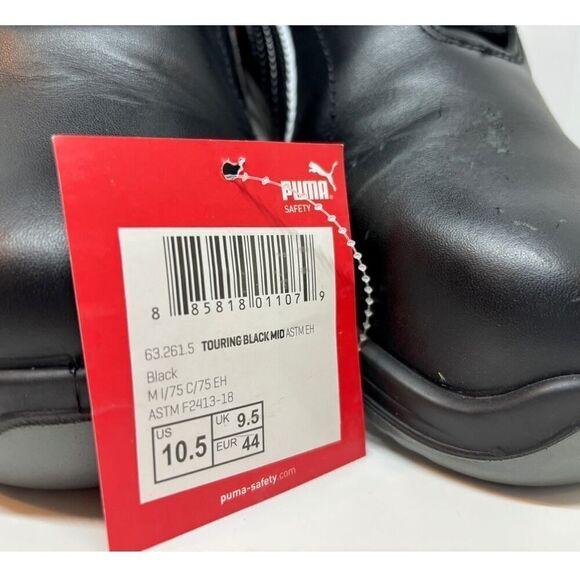 PUMA®
SAFETY
8 85818 01107 9
63.261.5 TOURING BLACK MID ASTM EH
Black
M I/75 C/75 EH
ASTM F2413-18
US 10.5
UK 9.5
EUR 44
puma-safety.com